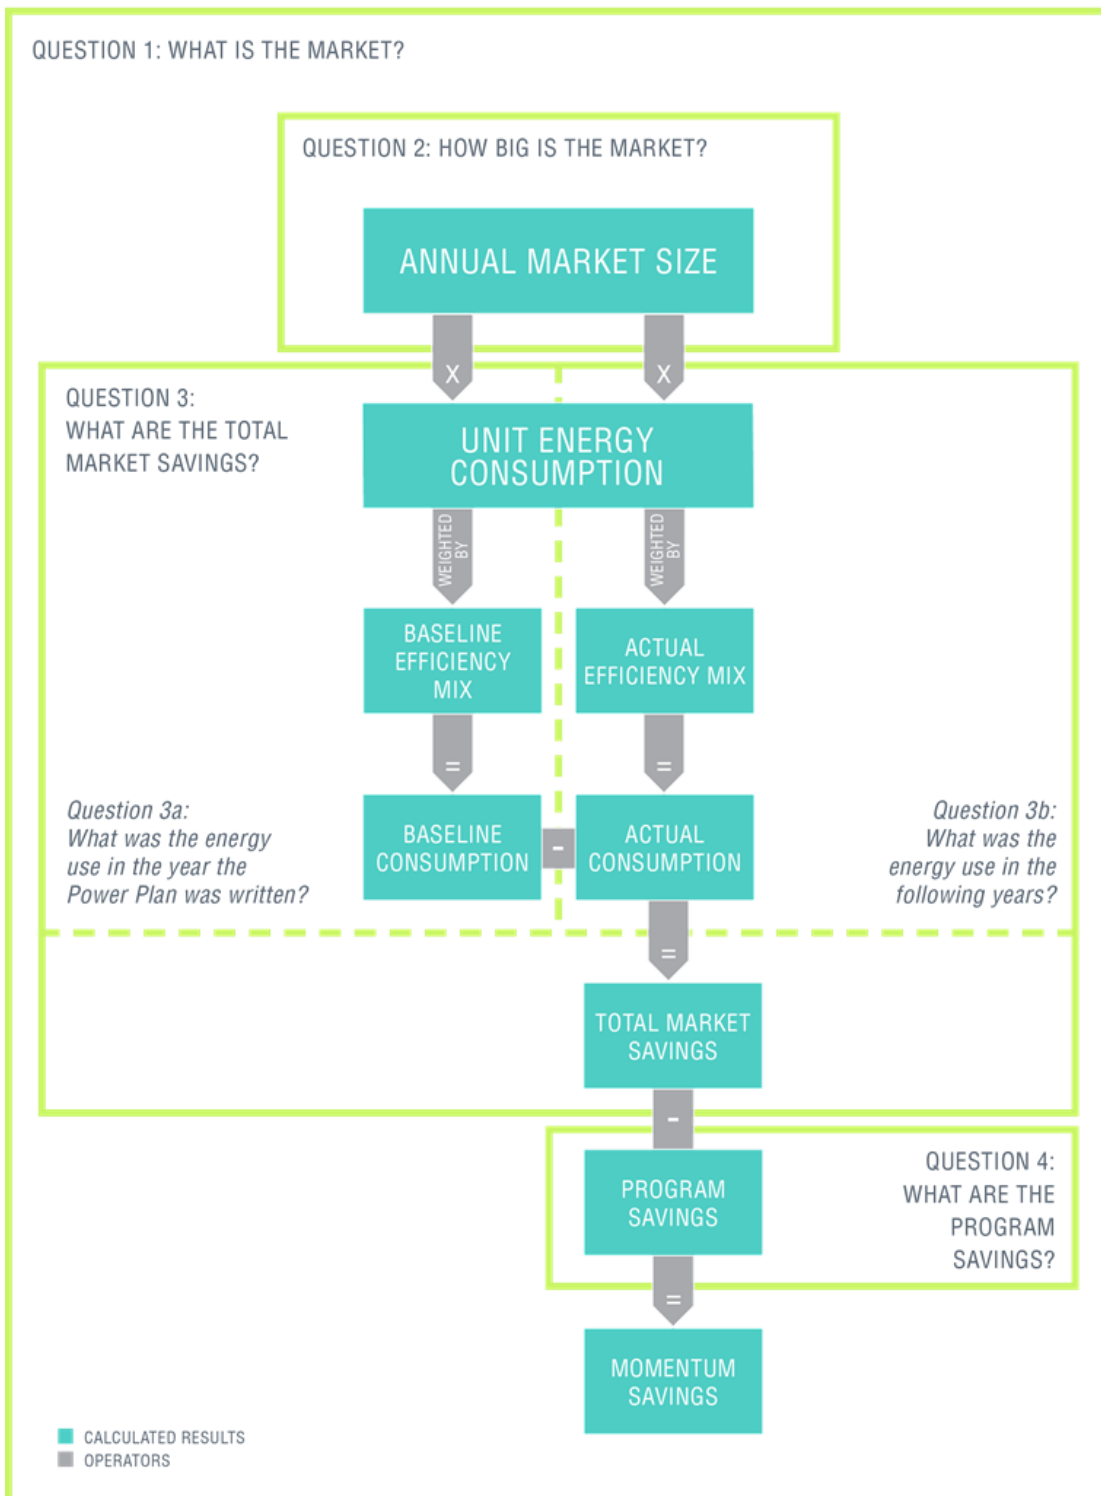 QUESTION 1: WHAT IS THE MARKET?
QUESTION 2: HOW BIG IS THE MARKET?
ANNUAL MARKET SIZE
X
X
QUESTION 3:
WHAT ARE THE TOTAL
MARKET SAVINGS?
UNIT ENERGY
CONSUMPTION
WEIGHTED
BY
WEIGHTED
BY
BASELINE
EFFICIENCY
MIX
ACTUAL
EFFICIENCY MIX
=
=
Question 3a:
What was the energy
use in the year the
Power Plan was written?
BASELINE
CONSUMPTION
-
ACTUAL
CONSUMPTION
Question 3b:
What was the
energy use in the
following years?
=
TOTAL MARKET
SAVINGS
-
PROGRAM
SAVINGS
QUESTION 4:
WHAT ARE THE
PROGRAM
SAVINGS?
=
MOMENTUM
SAVINGS
CALCULATED RESULTS
OPERATORS